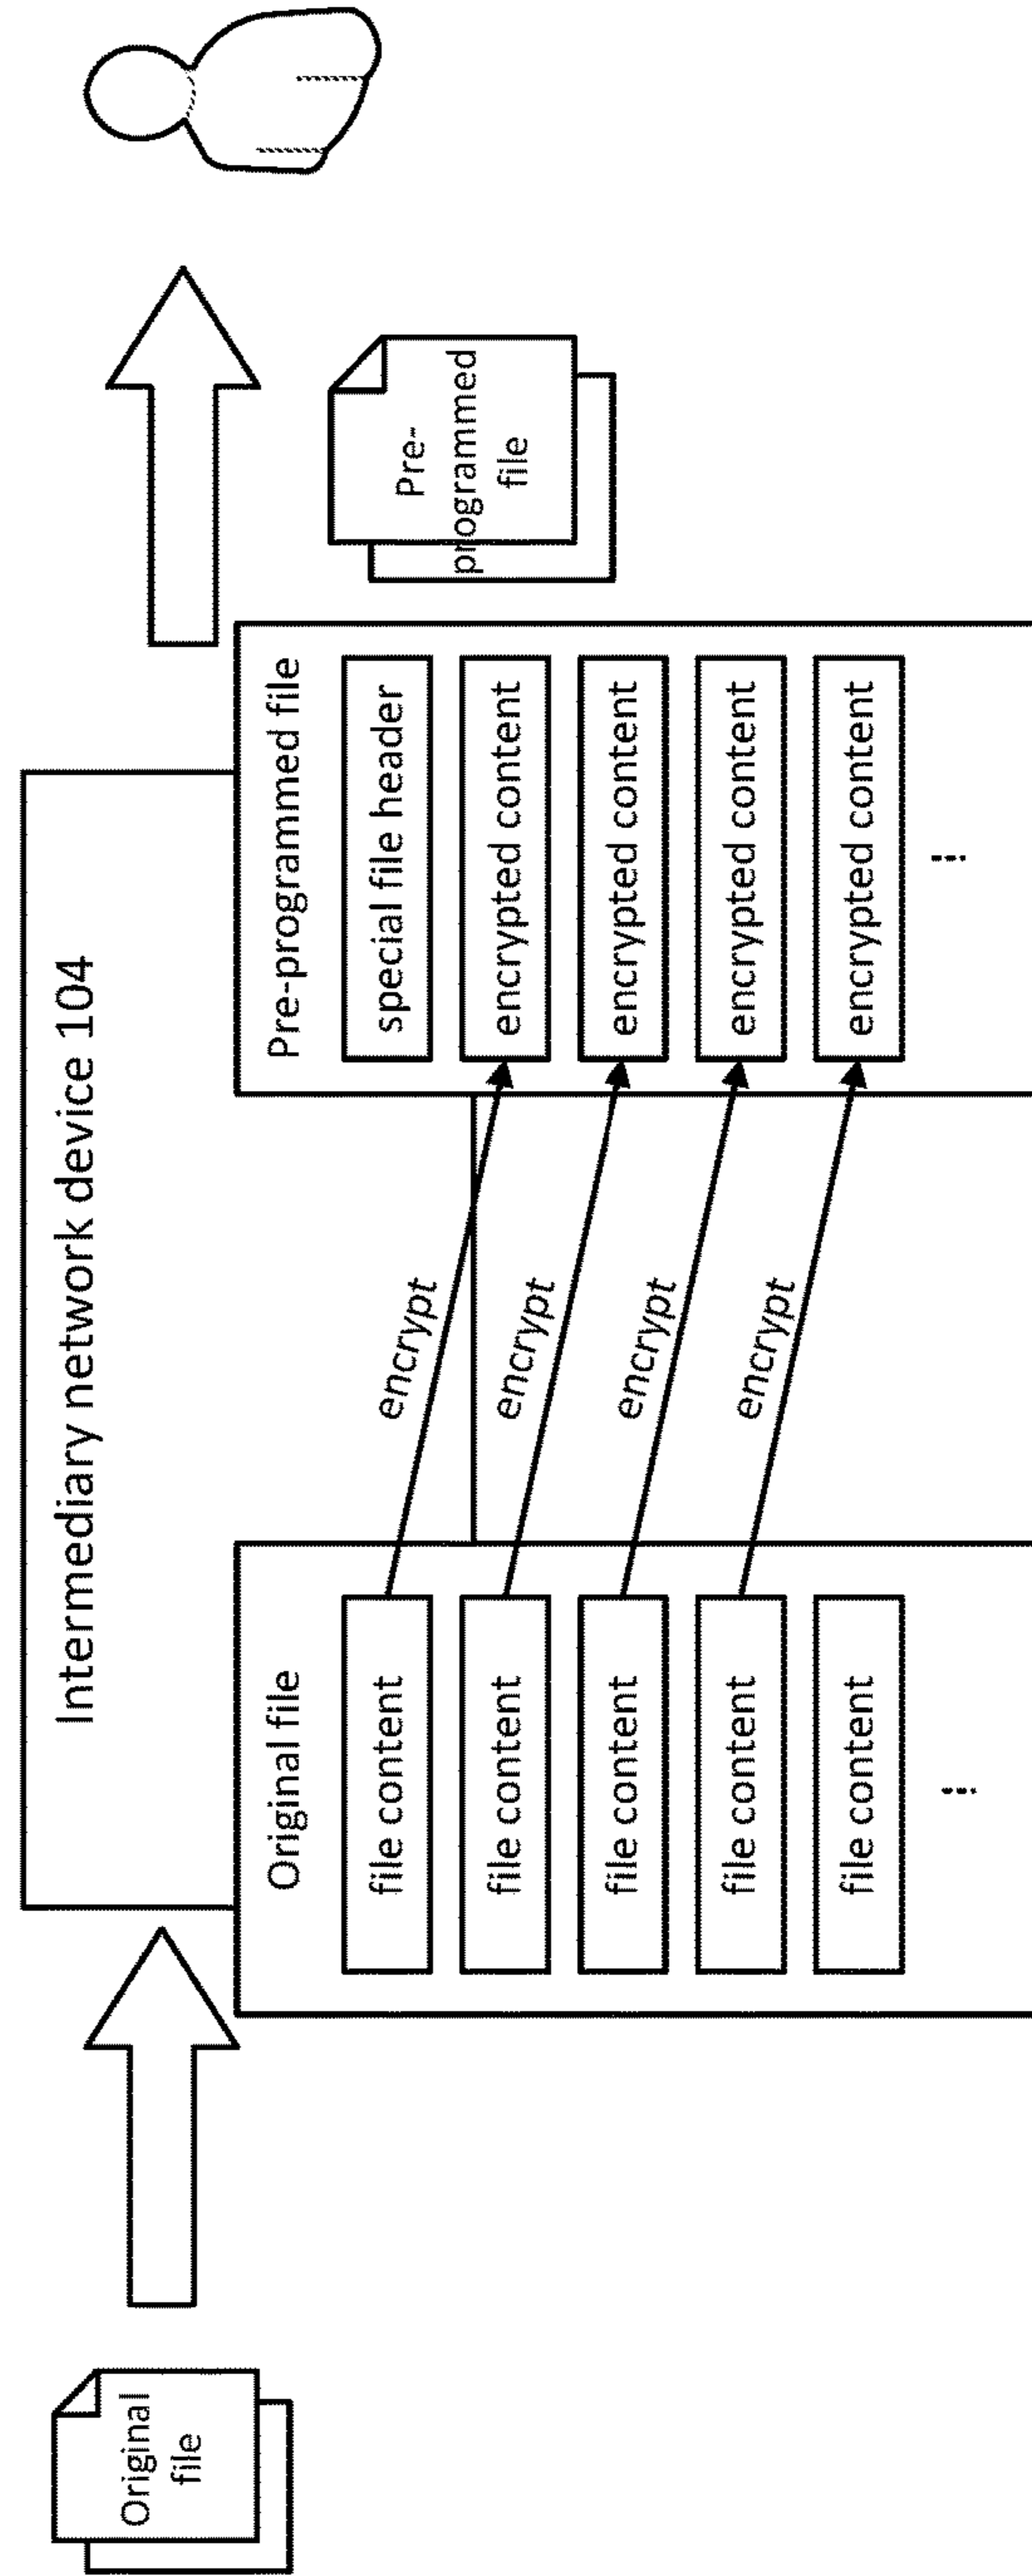 Original
file
Intermediary network device 104
Original file
file content
file content
file content
file content
file content
...
encrypt
encrypt
encrypt
encrypt
Pre-programmed file
special file header
encrypted content
encrypted content
encrypted content
encrypted content
...
Pre-
programmed
file